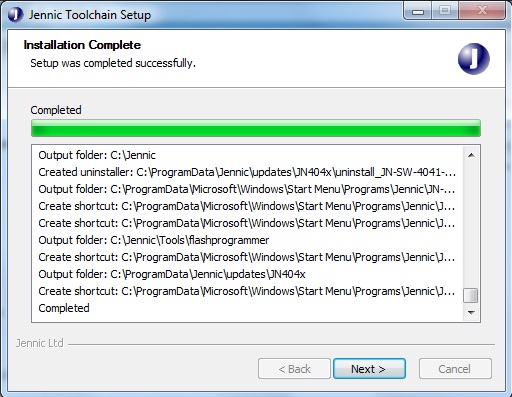 Jennic Toolchain Setup
Installation Complete
Setup was completed successfully.
J
Completed
Output folder: C:\Jennic
Created uninstaller: C:\ProgramData\Jennic\updates\JN404x\uninstall_JN-SW-4041-...
Output folder: C:\ProgramData\Microsoft\Windows\Start Menu\Programs\Jennic\JN-...
Create shortcut: C:\ProgramData\Microsoft\Windows\Start Menu\Programs\Jennic\J...
Create shortcut: C:\ProgramData\Microsoft\Windows\Start Menu\Programs\Jennic\J...
Output folder: C:\Jennic\Tools\flashprogrammer
Create shortcut: C:\ProgramData\Microsoft\Windows\Start Menu\Programs\Jennic\J...
Output folder: C:\ProgramData\Jennic\updates\JN404x
Create shortcut: C:\ProgramData\Microsoft\Windows\Start Menu\Programs\Jennic\J...
Completed
Jennic Ltd
< Back
Next >
Cancel